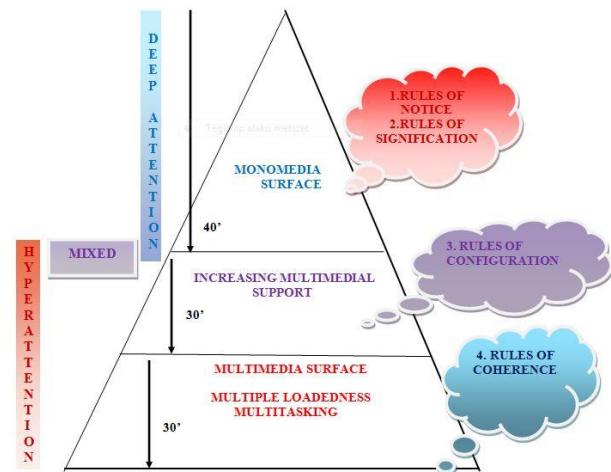 DEEP ATTENTION
HYPERATTENTION
MIXED
MONOMEDIA
SURFACE
40’
INCREASING MULTIMEDIAL
SUPPORT
30’
MULTIMEDIA SURFACE
MULTIPLE LOADEDNESS
MULTITASKING
30’
1.RULES OF
NOTICE
2.RULES OF
SIGNIFICATION
3. RULES OF
CONFIGURATION
4. RULES OF
COHERENCE